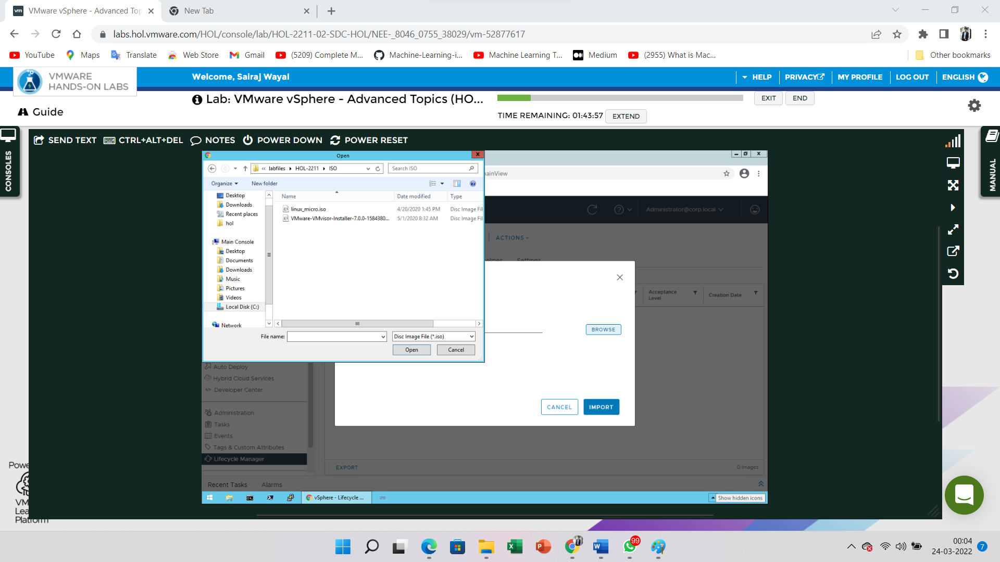 VMware vSphere - Advanced Top
New Tab
labs.hol.vmware.com/HOL/console/lab/HOL-2211-02-SDC-HOL/NEE-_8046_0755_38029/vm-52877617
YouTube
Maps
Translate
Web Store
Gmail
(5209) Complete M...
Machine-Learning-i...
Machine Learning T...
Medium
(2955) What is Mac...
Other bookmarks
VMWARE
HANDS-ON LABS
Welcome, Sairaj Wayal
HELP
PRIVACY
MY PROFILE
LOG OUT
ENGLISH
Guide
Lab: VMware vSphere - Advanced Topics (HO...
TIME REMAINING: 01:43:57
EXTEND
EXIT
END
CONSOLES
MANUAL
SEND TEXT
CTRL+ALT+DEL
NOTES
POWER DOWN
POWER RESET
Open
« labfiles
HOL-2211
ISO
Search ISO
Organize
New folder
Desktop
Downloads
Recent places
hol
Main Console
Desktop
Documents
Downloads
Music
Pictures
Videos
Local Disk (C:)
Network
Name
Date modified
Type
linux_micro.iso
4/20/2020 1:45 PM
Disc Image Fil
VMware-VMvisor-Installer-7.0.0-1584380...
5/1/2020 8:32 AM
Disc Image Fil
File name:
Disc Image File (*.iso)
Open
Cancel
ainView
Administrator@corp.local
ACTIONS
elines
Settings
Acceptance
Level
Creation Date
BROWSE
CANCEL
IMPORT
Auto Deploy
Hybrid Cloud Services
Developer Center
Administration
Tasks
Events
Tags & Custom Attributes
Lifecycle Manager
EXPORT
0 Images
Recent Tasks
Alarms
vSphere - Lifecycle ...
Show hidden icons
Powe
VM
Lea
Platform
99
00:04
24-03-2022
7